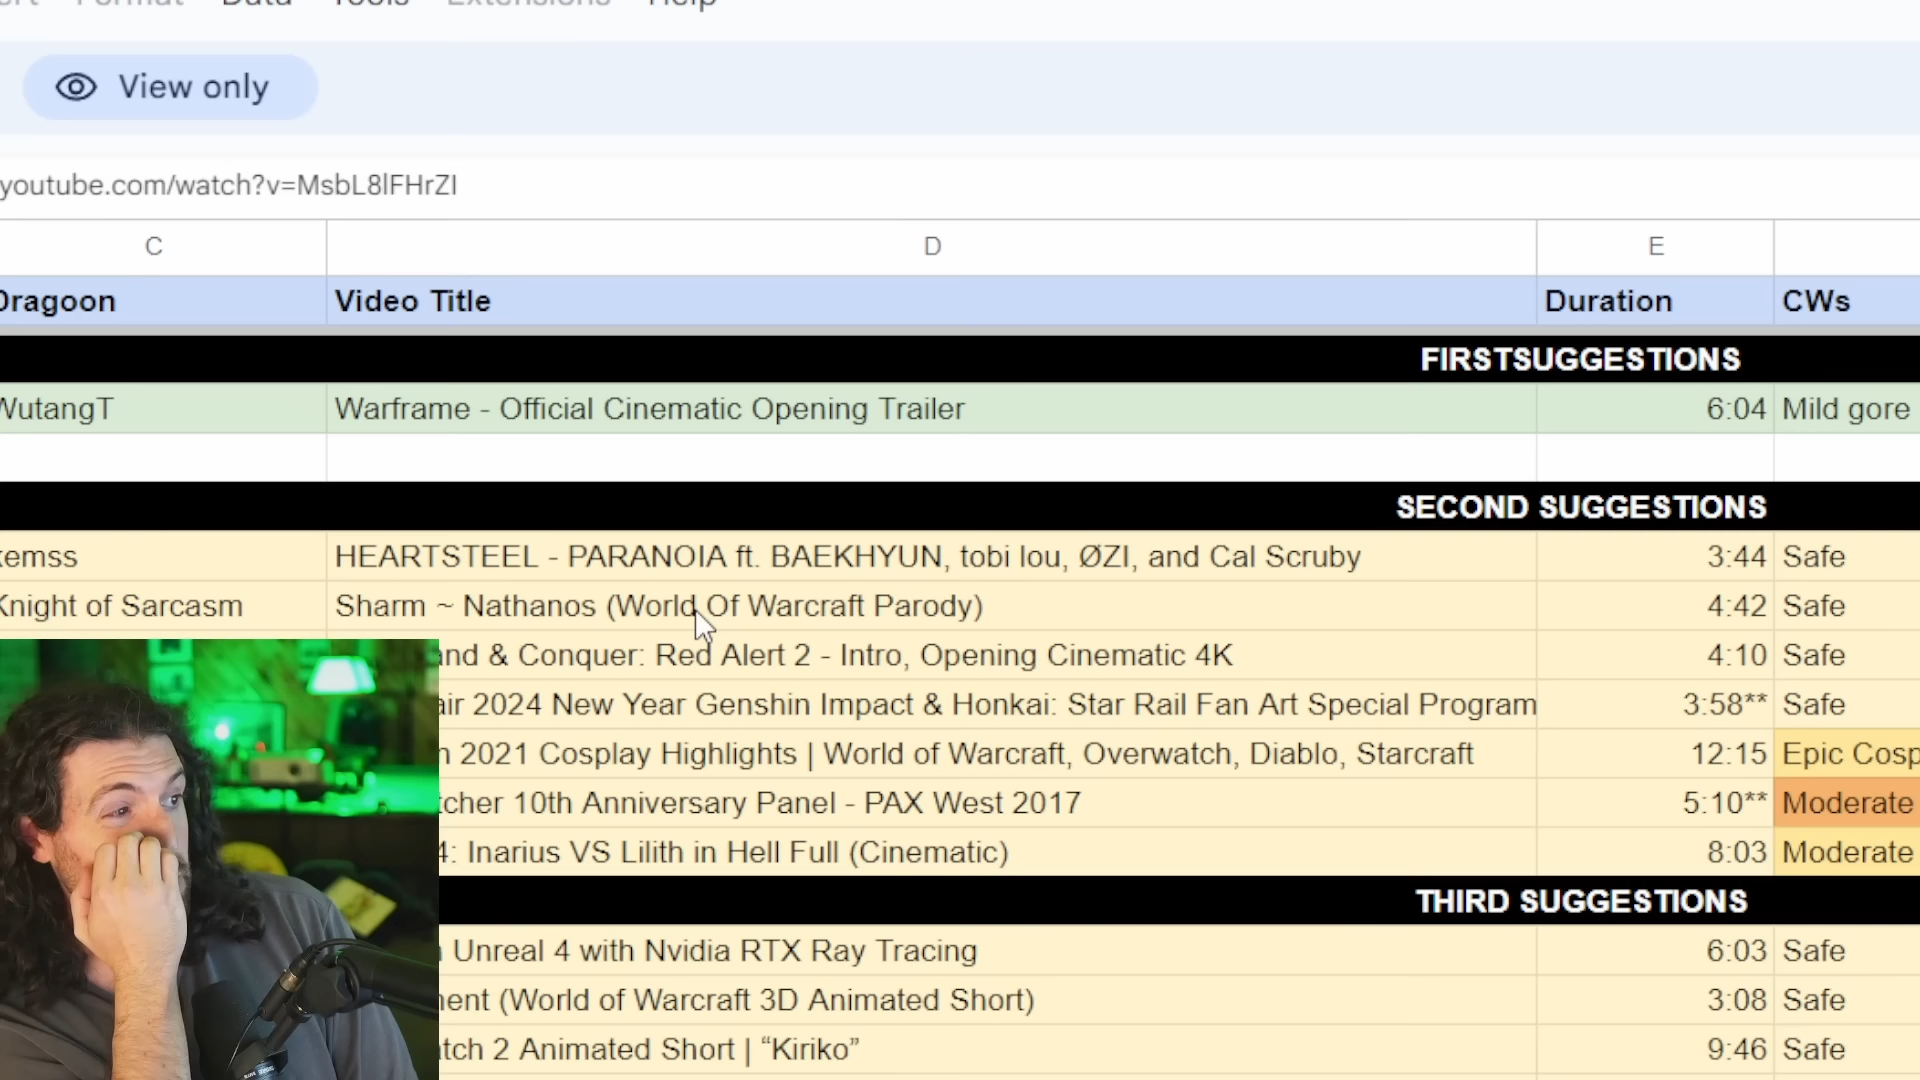 Format Data Tools Extensions Help
View only
youtube.com/watch?v=MsbL8lFHrZI
C D E
Dragoon Video Title Duration CWs
FIRSTSUGGESTIONS
WutangT Warframe - Official Cinematic Opening Trailer 6:04 Mild gore
SECOND SUGGESTIONS
xemss HEARTSTEEL - PARANOIA ft. BAEKHYUN, tobi lou, ØZI, and Cal Scruby 3:44 Safe
Knight of Sarcasm Sharm ~ Nathanos (World Of Warcraft Parody) 4:42 Safe
and & Conquer: Red Alert 2 - Intro, Opening Cinematic 4K 4:10 Safe
air 2024 New Year Genshin Impact & Honkai: Star Rail Fan Art Special Program 3:58** Safe
n 2021 Cosplay Highlights | World of Warcraft, Overwatch, Diablo, Starcraft 12:15 Epic Cosp
tcher 10th Anniversary Panel - PAX West 2017 5:10** Moderate
4: Inarius VS Lilith in Hell Full (Cinematic) 8:03 Moderate
THIRD SUGGESTIONS
Unreal 4 with Nvidia RTX Ray Tracing 6:03 Safe
ent (World of Warcraft 3D Animated Short) 3:08 Safe
tch 2 Animated Short | “Kiriko” 9:46 Safe